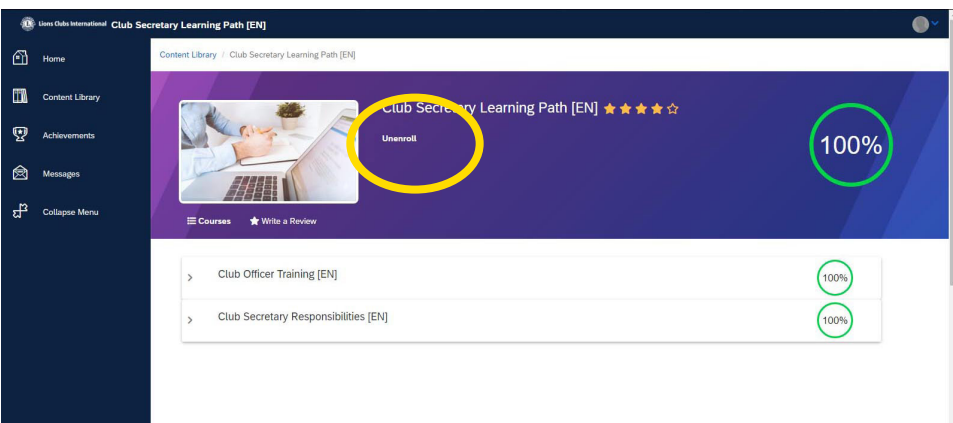 Lions Clubs International Club Secretary Learning Path [EN]
Home
Content Library
Achievements
Messages
Collapse Menu
Content Library / Club Secretary Learning Path [EN]
Club Secretary Learning Path [EN]
Unenroll
100%
Courses Write a Review
Club Officer Training [EN] 100%
Club Secretary Responsibilities [EN] 100%